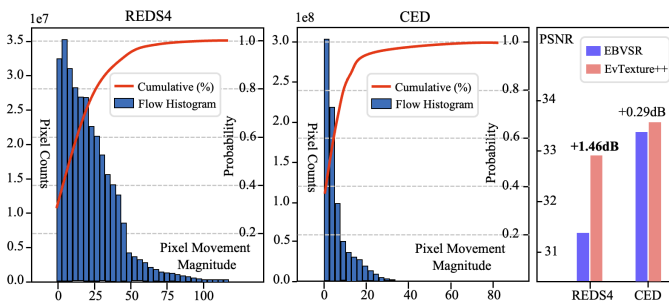 REDS4
1e7
3.5
3.0
2.5
2.0
1.5
1.0
0.5
0.0
Pixel Counts
Cumulative (%)
Flow Histogram
Pixel Movement
Magnitude
1.0
0.8
0.6
0.4
0.2
Probability
0
25
50
75
100
CED
1e8
3.0
2.5
2.0
1.5
1.0
0.5
0.0
Pixel Counts
Cumulative (%)
Flow Histogram
Pixel Movement
Magnitude
1.0
0.8
0.6
0.4
0.2
Probability
0
20
40
60
80
PSNR
EBVSR
EvTexture++
34
33
32
31
+1.46dB
+0.29dB
REDS4
CED